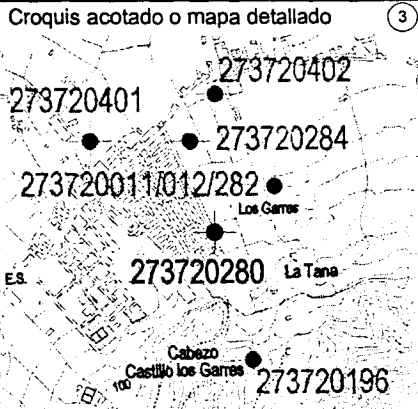 Croquis acotado o mapa detallado
3
273720402
273720401
273720284
273720011/012/282
Los Garres
273720280
La Tana
E.S.
Cabezo
Castillo los Garres
100
273720196